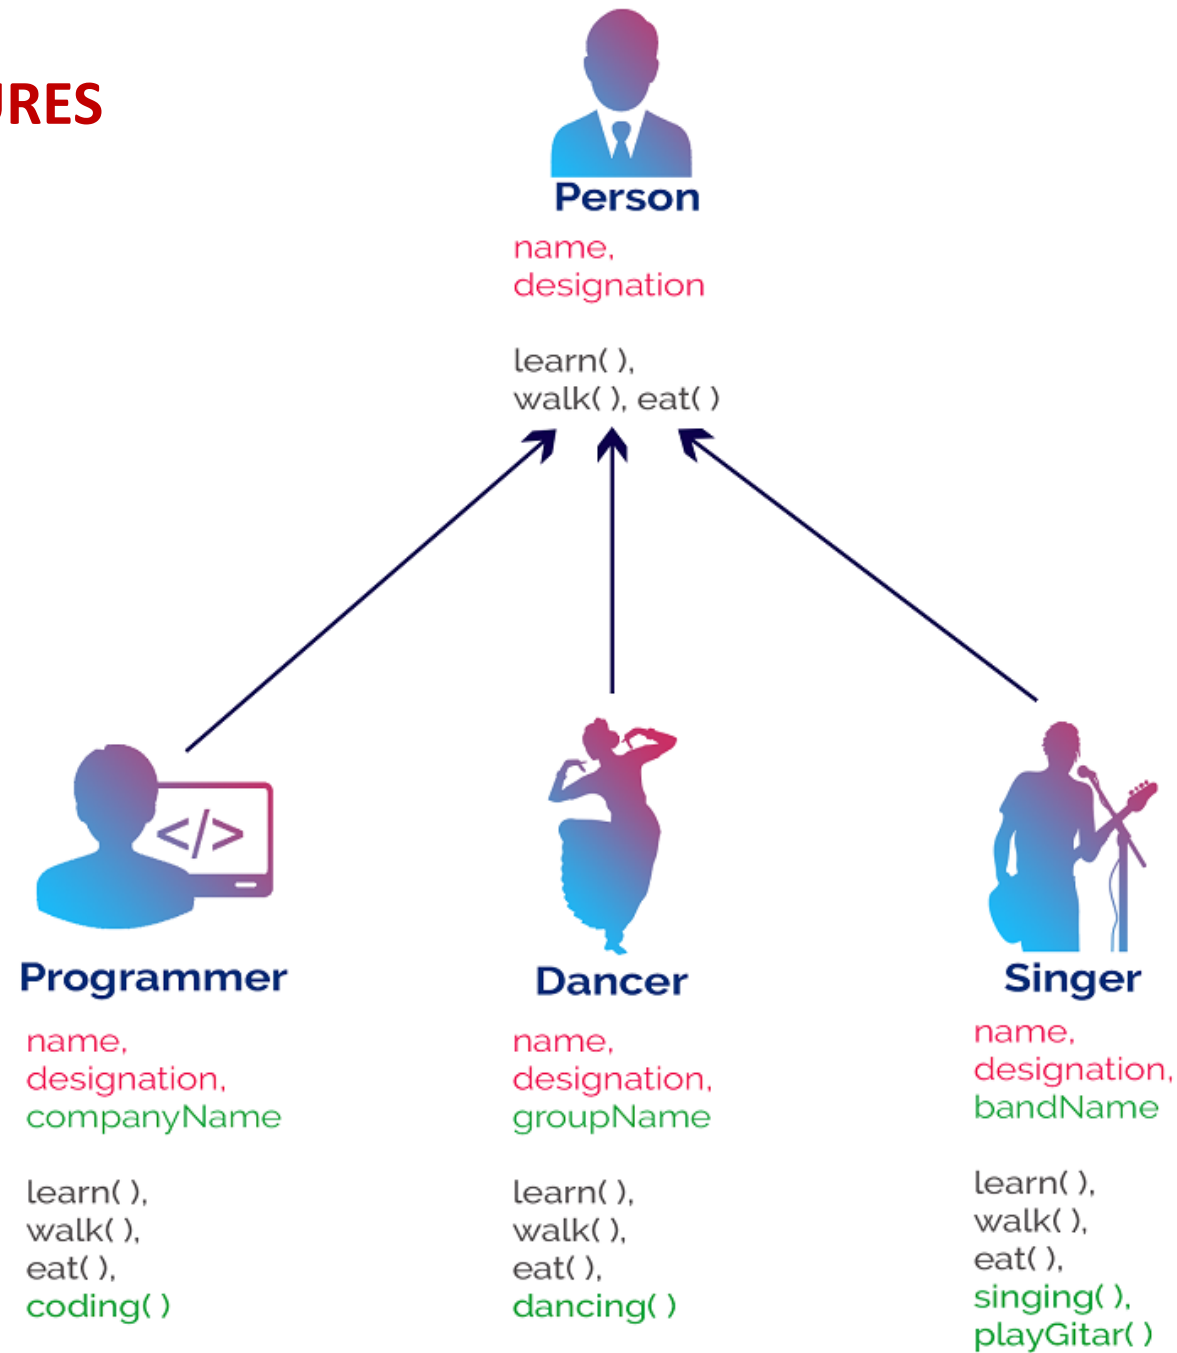 URES
Person
name,
designation
learn( ),
walk( ), eat( )
</>
Programmer
name,
designation,
companyName
learn( ),
walk( ),
eat( ),
coding( )
Dancer
name,
designation,
groupName
learn( ),
walk( ),
eat( ),
dancing( )
Singer
name,
designation,
bandName
learn( ),
walk( ),
eat( ),
singing( ),
playGitar( )